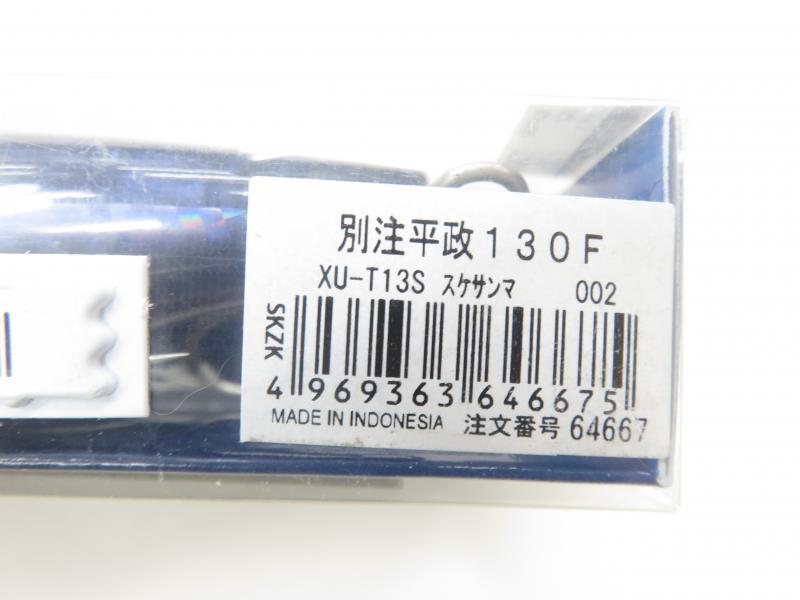 別注平政130F
XU-T13S ｽｹｻﾝﾏ 002
SKZK
4 969363 646675
MADE IN INDONESIA 注文番号 64667